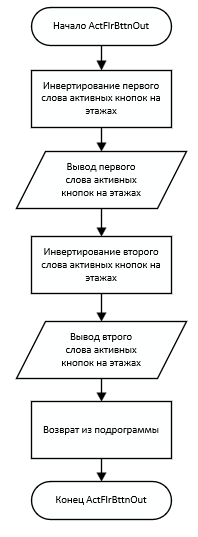 Начало ActFlrBttnOut
Инвертирование первого
слова активных кнопок на
этажах
Вывод первого
слова активных
кнопок на этажах
Инвертирование второго
слова активных кнопок на
этажах
Вывод втрого
слова активных
кнопок на этажах
Возврат из подрограммы
Конец ActFlrBttnOut